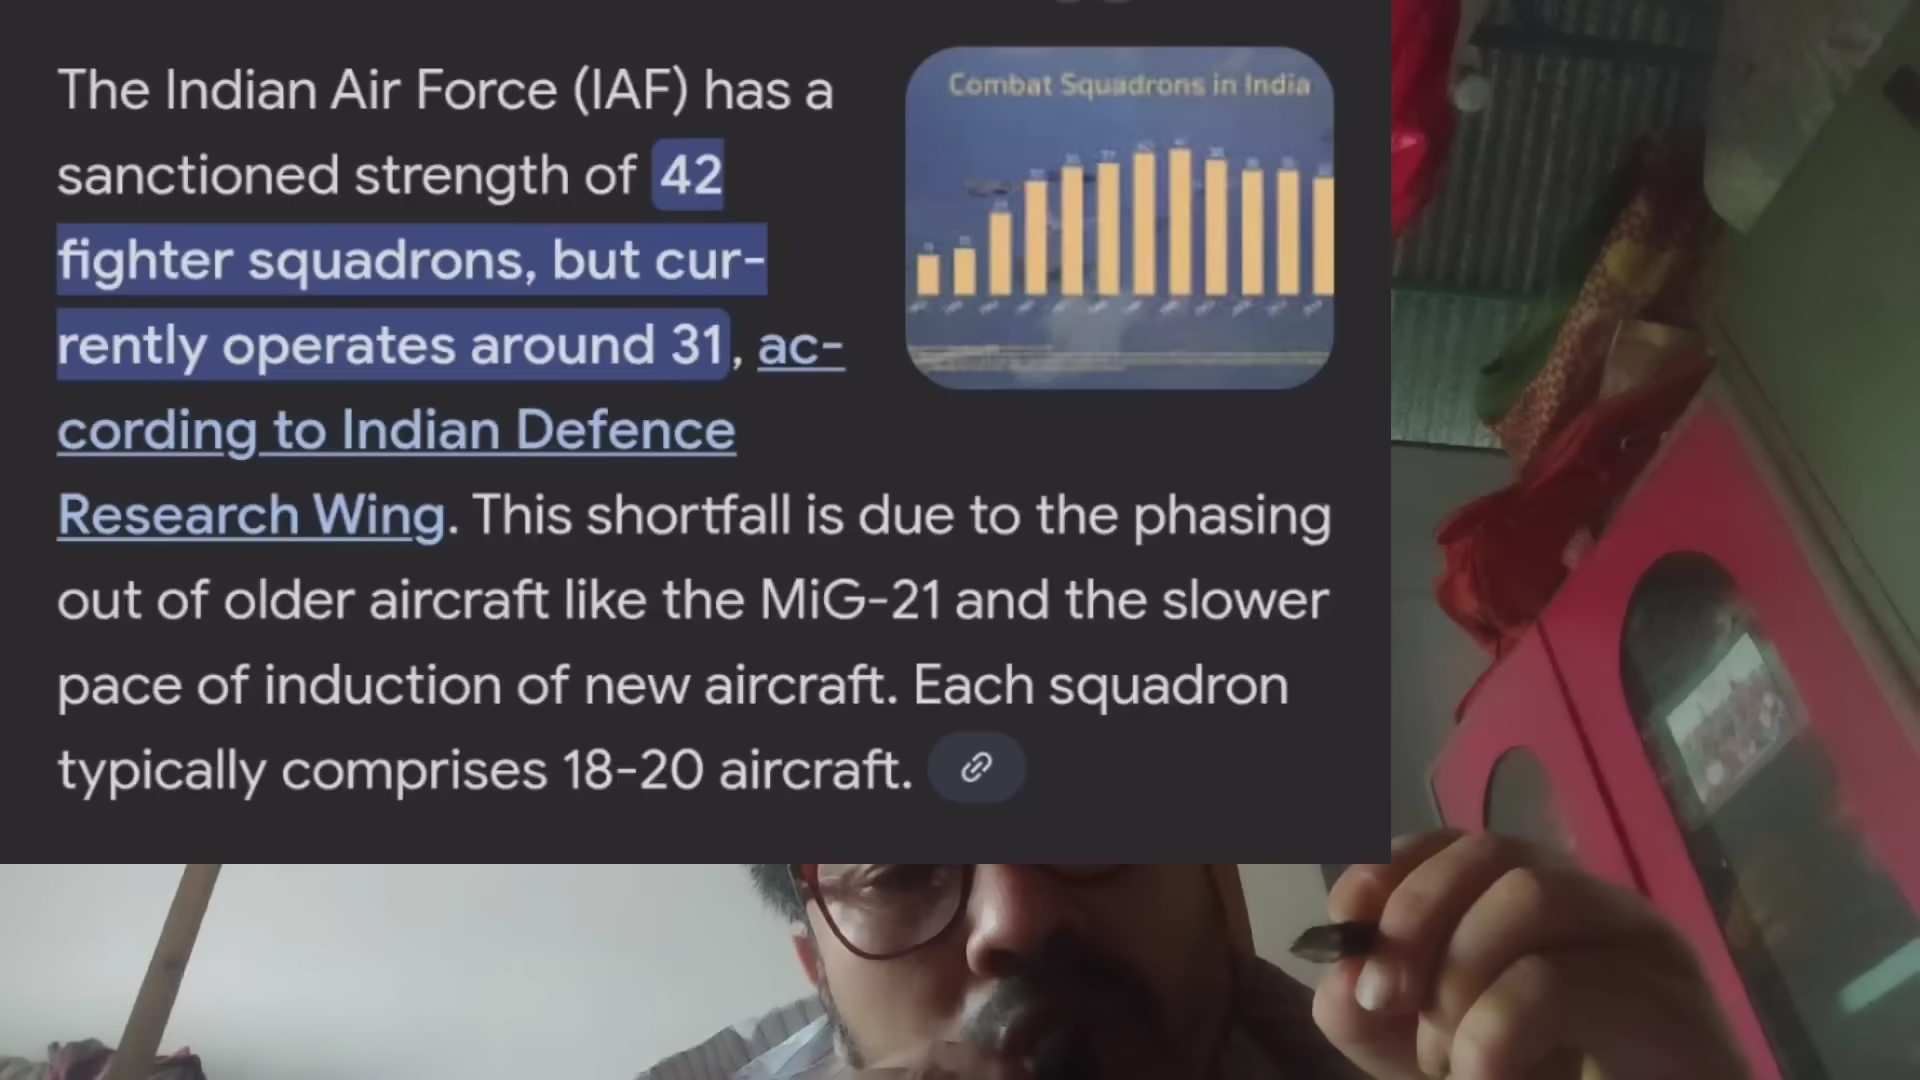 The Indian Air Force (IAF) has a
sanctioned strength of 42
fighter squadrons, but cur-
rently operates around 31, ac-
cording to Indian Defence
Research Wing. This shortfall is due to the phasing
out of older aircraft like the MiG-21 and the slower
pace of induction of new aircraft. Each squadron
typically comprises 18-20 aircraft.
Combat Squadrons in India